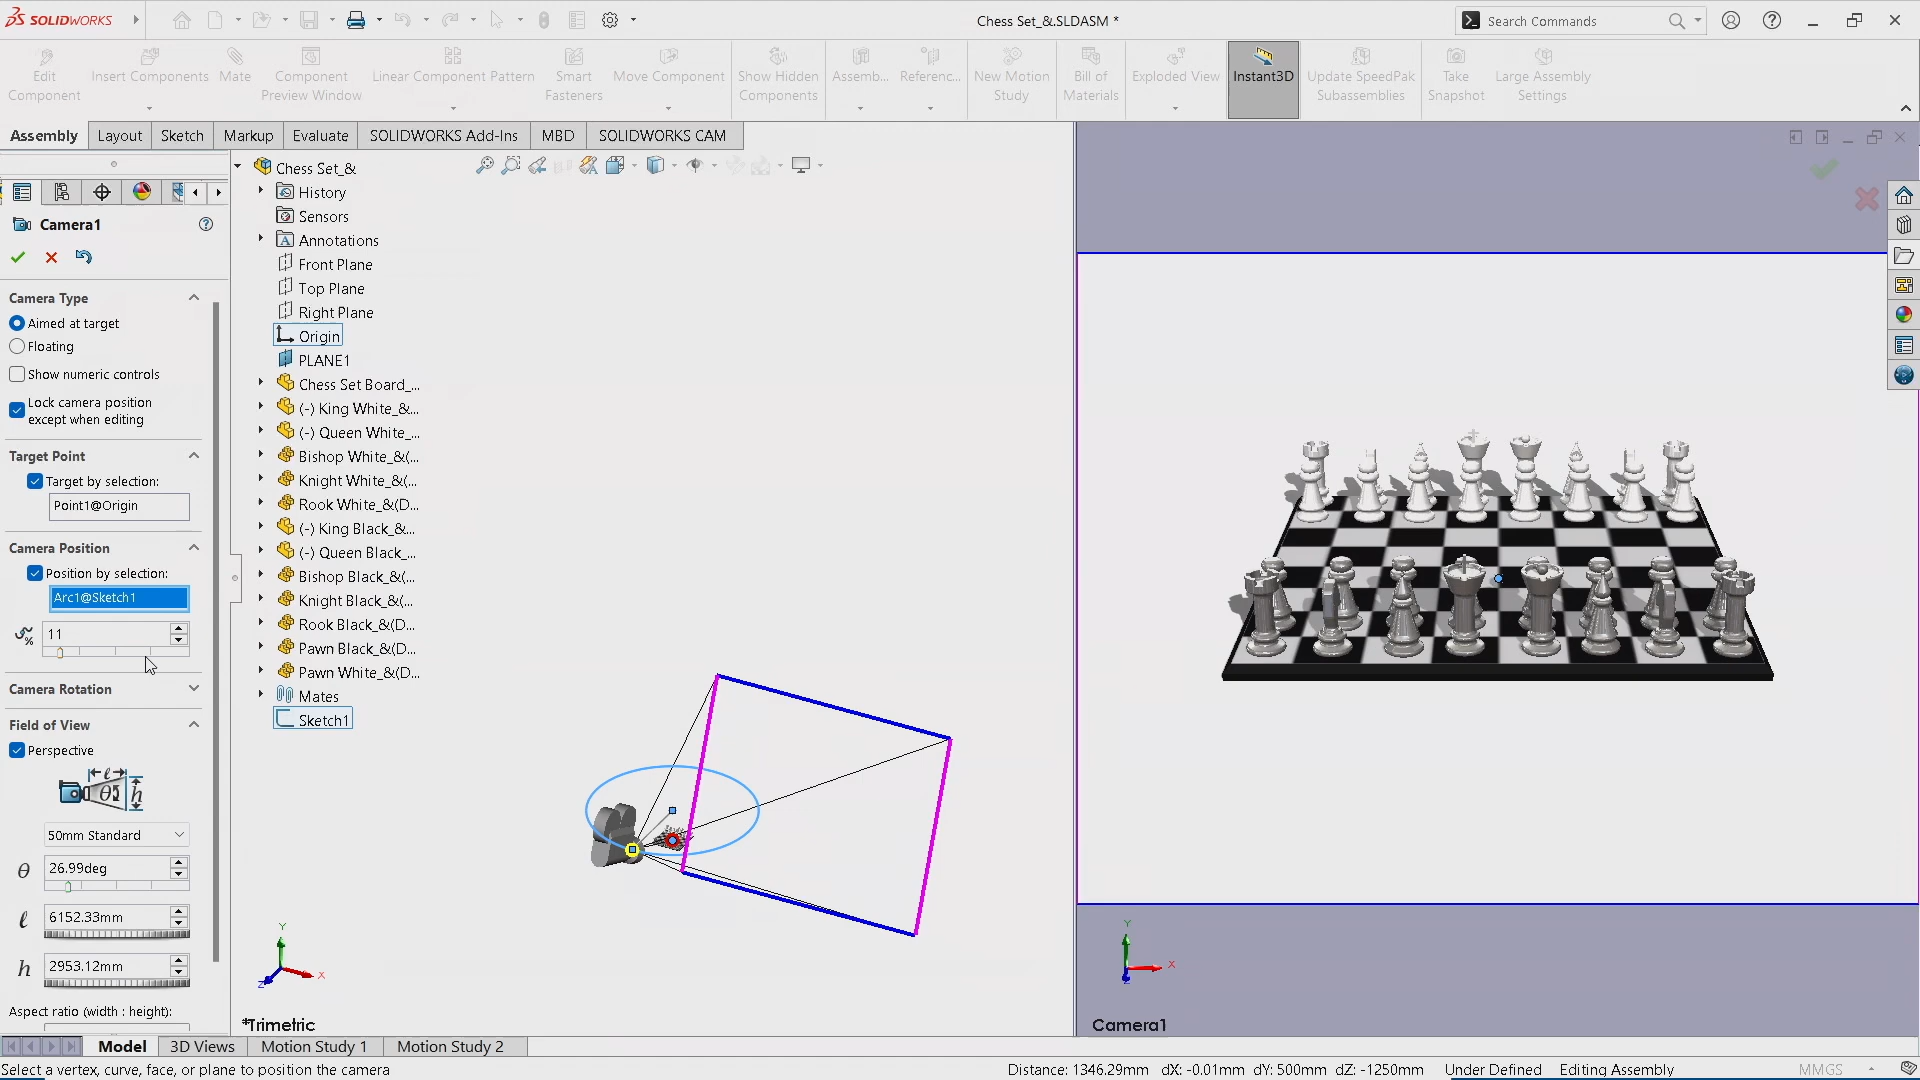 SOLIDWORKS
Chess Set_&.SLDASM *
Search Commands
Edit Component
Insert Components
Mate
Component Preview Window
Linear Component Pattern
Smart Fasteners
Move Component
Show Hidden Components
Assemb...
Referenc...
New Motion Study
Bill of Materials
Exploded View
Instant3D
Update SpeedPak Subassemblies
Take Snapshot
Large Assembly Settings
Assembly
Layout
Sketch
Markup
Evaluate
SOLIDWORKS Add-Ins
MBD
SOLIDWORKS CAM
Camera1
Camera Type
Aimed at target
Floating
Show numeric controls
Lock camera position
except when editing
Target Point
Target by selection:
Point1@Origin
Camera Position
Position by selection:
Arc1@Sketch1
%
11
Camera Rotation
Field of View
Perspective
ℓ
θ
h
50mm Standard
θ
26.99deg
ℓ
6152.33mm
h
2953.12mm
Aspect ratio (width : height):
Chess Set_&
History
Sensors
Annotations
Front Plane
Top Plane
Right Plane
Origin
PLANE1
Chess Set Board_...
(-) King White_&...
(-) Queen White_...
Bishop White_&(...
Knight White_&(...
Rook White_&(D...
(-) King Black_&...
(-) Queen Black_...
Bishop Black_&(...
Knight Black_&(...
Rook Black_&(D...
Pawn Black_&(D...
Pawn White_&(D...
Mates
Sketch1
Y
X
Z
*Trimetric
Y
X
Z
Camera1
Model
3D Views
Motion Study 1
Motion Study 2
Select a vertex, curve, face, or plane to position the camera
Distance: 1346.29mm dX: -0.01mm dY: 500mm dZ: -1250mm
Under Defined
Editing Assembly
MMGS